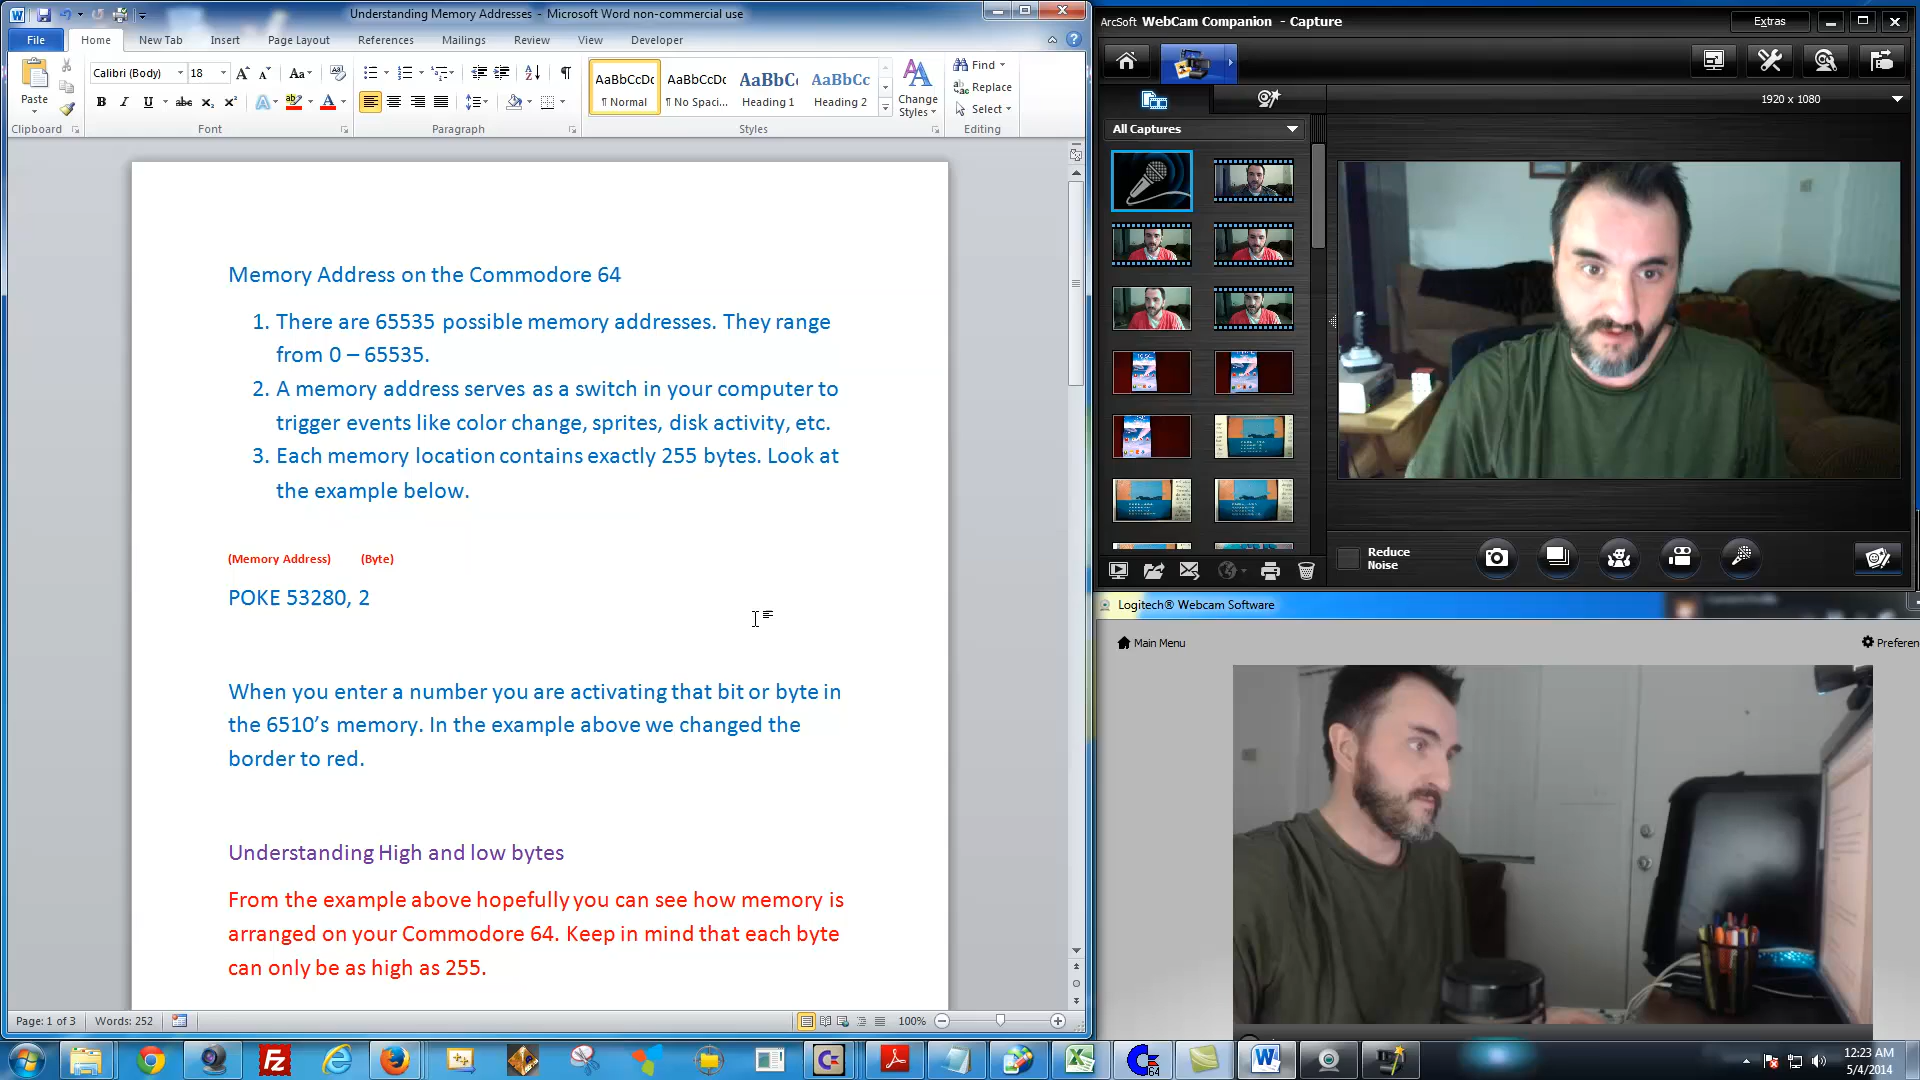 Understanding Memory Addresses - Microsoft Word non-commercial use
File Home New Tab Insert Page Layout References Mailings Review View Developer
Paste
Calibri (Body) 18
AaBbCcDc AaBbCcDc AaBbC AaBbCc
¶ Normal ¶ No Spaci... Heading 1 Heading 2
Change Styles
Find
Replace
Select
Clipboard Font Paragraph Styles Editing
Memory Address on the Commodore 64
1. There are 65535 possible memory addresses. They range
from 0 – 65535.
2. A memory address serves as a switch in your computer to
trigger events like color change, sprites, disk activity, etc.
3. Each memory location contains exactly 255 bytes. Look at
the example below.
(Memory Address) (Byte)
POKE 53280, 2
When you enter a number you are activating that bit or byte in
the 6510’s memory. In the example above we changed the
border to red.
Understanding High and low bytes
From the example above hopefully you can see how memory is
arranged on your Commodore 64. Keep in mind that each byte
can only be as high as 255.
Page: 1 of 3 Words: 252 100%
ArcSoft WebCam Companion - Capture
Extras
1920 x 1080
All Captures
Reduce
Noise
Logitech® Webcam Software
Main Menu
Preferen
12:23 AM
5/4/2014